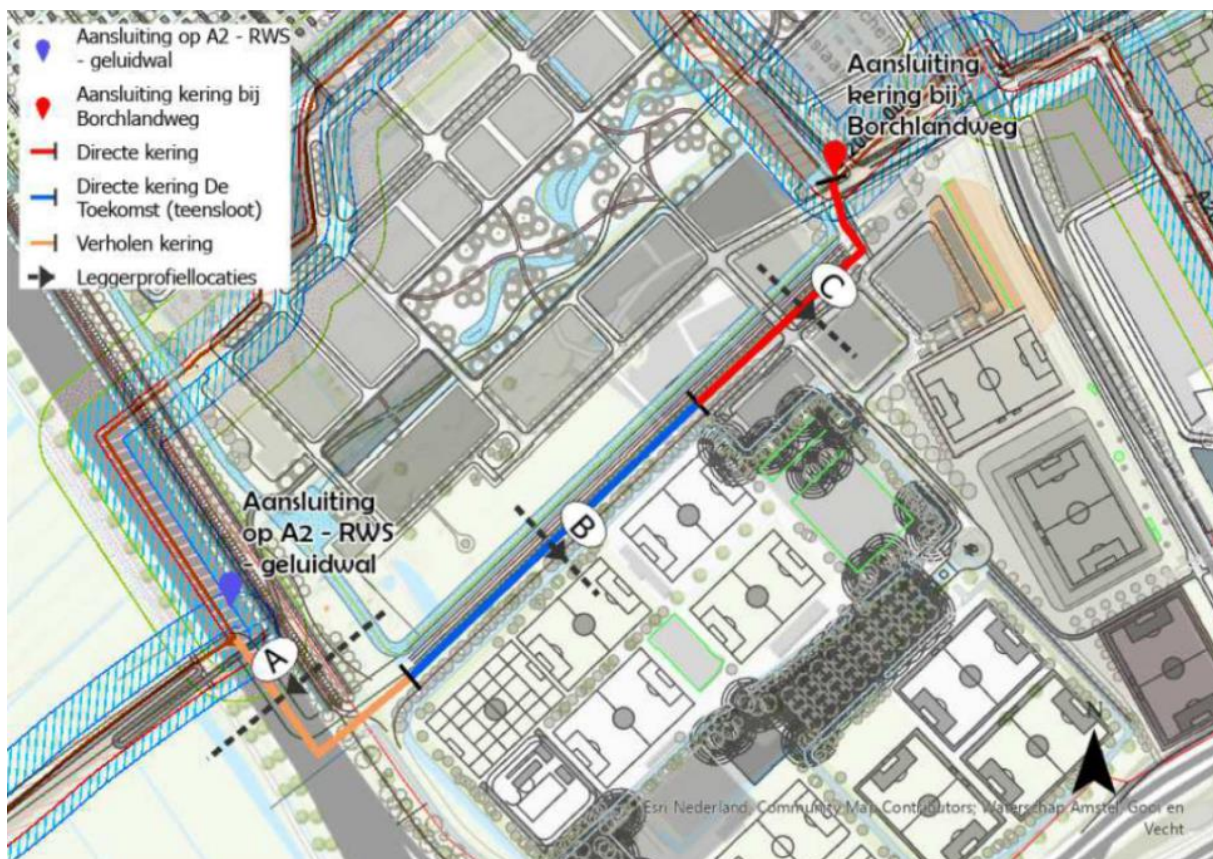 Aansluiting op A2 - RWS
- geluidwal
Aansluiting kering bij
Borchlandweg
Directe kering
Directe kering De
Toekomst (teensloot)
Verholen kering
Leggerprofiellocaties
Aansluiting
kering bij
Borchlandweg
C
B
Aansluiting
op A2 - RWS
- geluidwal
A
N
Esri Nederland, Community Map Contributors; Waterschap Amstel, Gooi en
Vecht